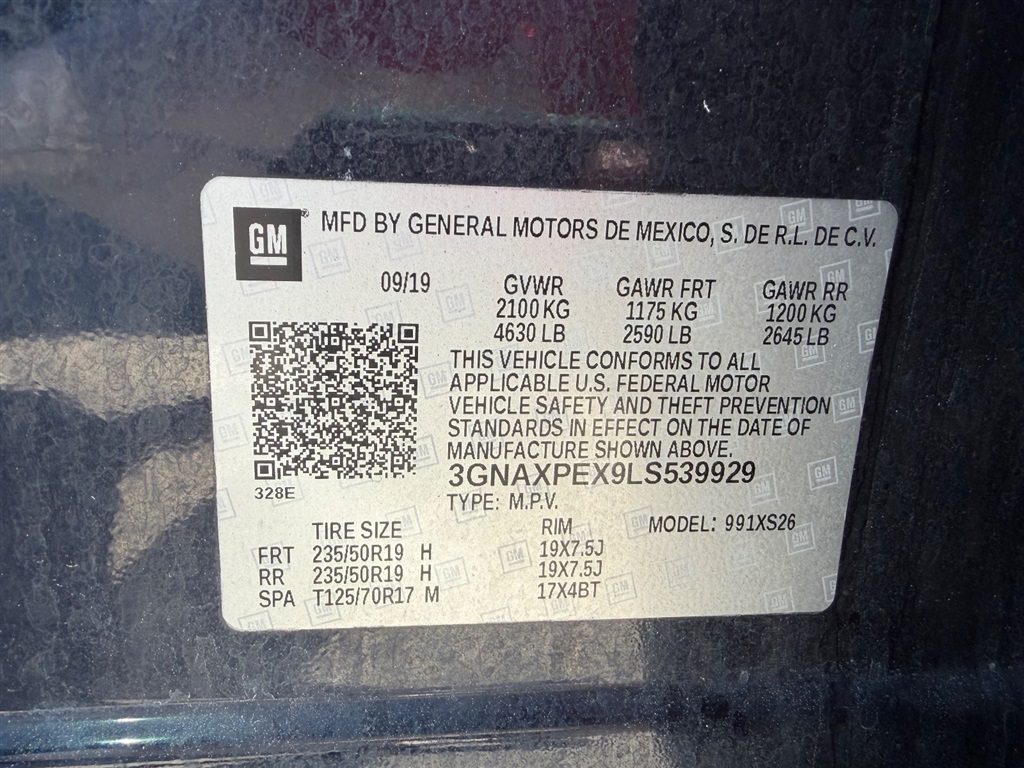 GM
MFD BY GENERAL MOTORS DE MEXICO, S. DE R.L. DE C.V.
09/19 GVWR GAWR FRT GAWR RR
2100 KG 1175 KG 1200 KG
4630 LB 2590 LB 2645 LB
THIS VEHICLE CONFORMS TO ALL
APPLICABLE U.S. FEDERAL MOTOR
VEHICLE SAFETY AND THEFT PREVENTION
STANDARDS IN EFFECT ON THE DATE OF
MANUFACTURE SHOWN ABOVE.
3GNAXPEX9LS539929
328E
TYPE: M.P.V.
TIRE SIZE RIM MODEL: 991XS26
FRT 235/50R19 H 19X7.5J
RR 235/50R19 H 19X7.5J
SPA T125/70R17 M 17X4BT